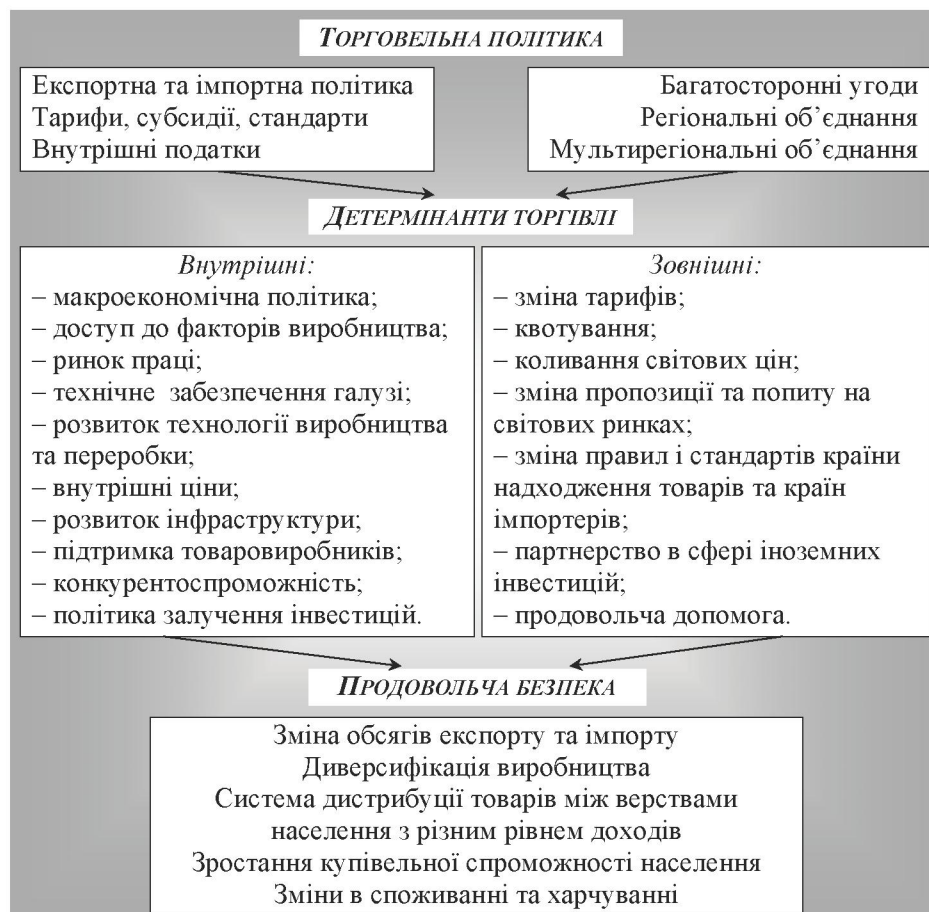 ТОРГОВЕЛЬНА ПОЛІТИКА
Експортна та імпортна політика
Тарифи, субсидії, стандарти
Внутрішні податки
Багатосторонні угоди
Регіональні об’єднання
Мультирегіональні об’єднання
ДЕТЕРМІНАНТИ ТОРГІВЛІ
Внутрішні:
– макроекономічна політика;
– доступ до факторів виробництва;
– ринок праці;
– технічне забезпечення галузі;
– розвиток технології виробництва
та переробки;
– внутрішні ціни;
– розвиток інфраструктури;
– підтримка товаровиробників;
– конкурентоспроможність;
– політика залучення інвестицій.
Зовнішні:
– зміна тарифів;
– квотування;
– коливання світових цін;
– зміна пропозиції та попиту на
світових ринках;
– зміна правил і стандартів країни
надходження товарів та країн
імпортерів;
– партнерство в сфері іноземних
інвестицій;
– продовольча допомога.
ПРОДОВОЛЬЧА БЕЗПЕКА
Зміна обсягів експорту та імпорту
Диверсифікація виробництва
Система дистрибуції товарів між верствами
населення з різним рівнем доходів
Зростання купівельної спроможності населення
Зміни в споживанні та харчуванні